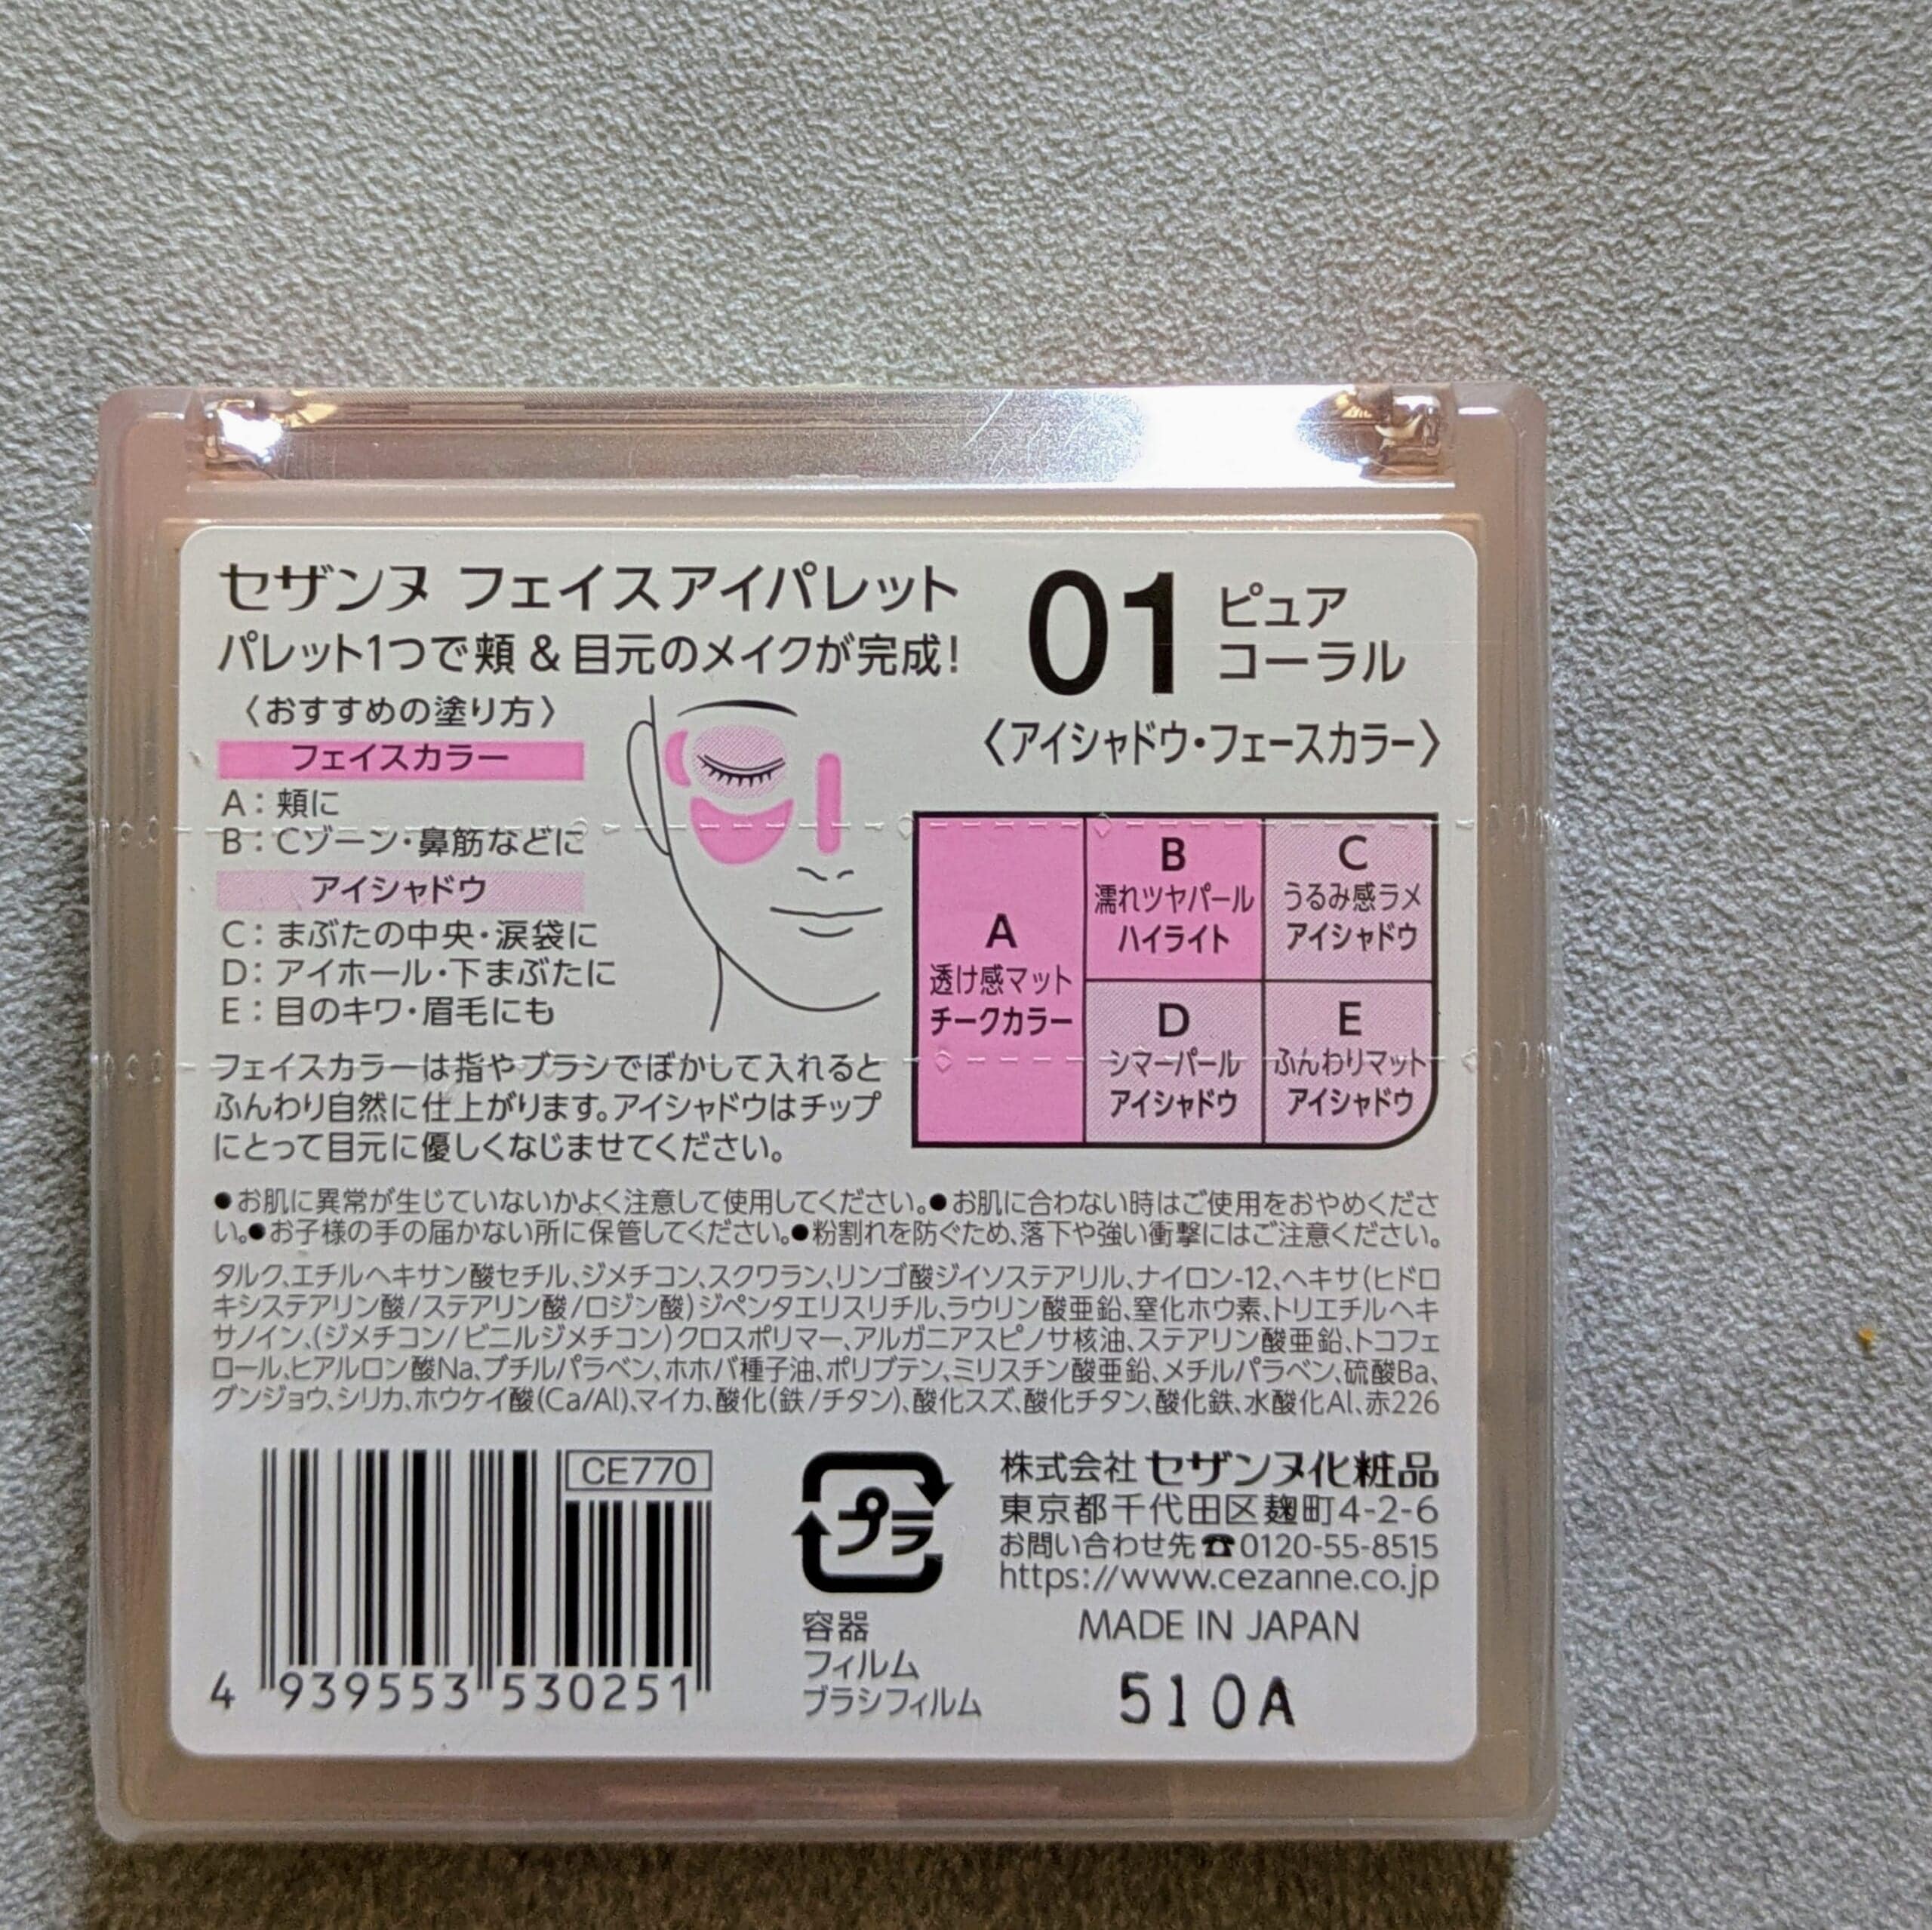 セザンヌ フェイスアイパレット
パレット1つで頬&目元のメイクが完成!
01 ピュア
コーラル
〈アイシャドウ・フェースカラー〉
〈おすすめの塗り方〉
フェイスカラー
A:頬に
B:Cゾーン・鼻筋などに
アイシャドウ
C:まぶたの中央・涙袋に
D:アイホール・下まぶたに
E:目のキワ・眉毛にも
フェイスカラーは指やブラシでぼかして入れると
ふんわり自然に仕上がります。アイシャドウはチップ
にとって目元に優しくなじませてください。
A
透け感マット
チークカラー
B
濡れツヤパール
ハイライト
C
うるみ感ラメ
アイシャドウ
D
シマーパール
アイシャドウ
E
ふんわりマット
アイシャドウ
●お肌に異常が生じていないかよく注意して使用してください。●お肌に合わない時はご使用をおやめくださ
い。●お子様の手の届かない所に保管してください。●粉割れを防ぐため、落下や強い衝撃にはご注意ください。
タルク、エチルヘキサン酸セチル、ジメチコン、スクワラン、リンゴ酸ジイソステアリル、ナイロン-12、ヘキサ(ヒドロ
キシステアリン酸/ステアリン酸/ロジン酸)ジペンタエリスリチル、ラウリン酸亜鉛、窒化ホウ素、トリエチルヘキ
サノイン、(ジメチコン/ビニルジメチコン)クロスポリマー、アルガニアスピノサ核油、ステアリン酸亜鉛、トコフェ
ロール、ヒアルロン酸Na、ブチルパラベン、ホホバ種子油、ポリブテン、ミリスチン酸亜鉛、メチルパラベン、硫酸Ba、
グンジョウ、シリカ、ホウケイ酸(Ca/Al)、マイカ、酸化(鉄/チタン)、酸化スズ、酸化チタン、酸化鉄、水酸化Al、赤226
CE770
4 939553 530251
プラ
容器
フィルム
ブラシフィルム
株式会社 セザンヌ化粧品
東京都千代田区麹町4-2-6
お問い合わせ先☎0120-55-8515
https://www.cezanne.co.jp
MADE IN JAPAN
510A